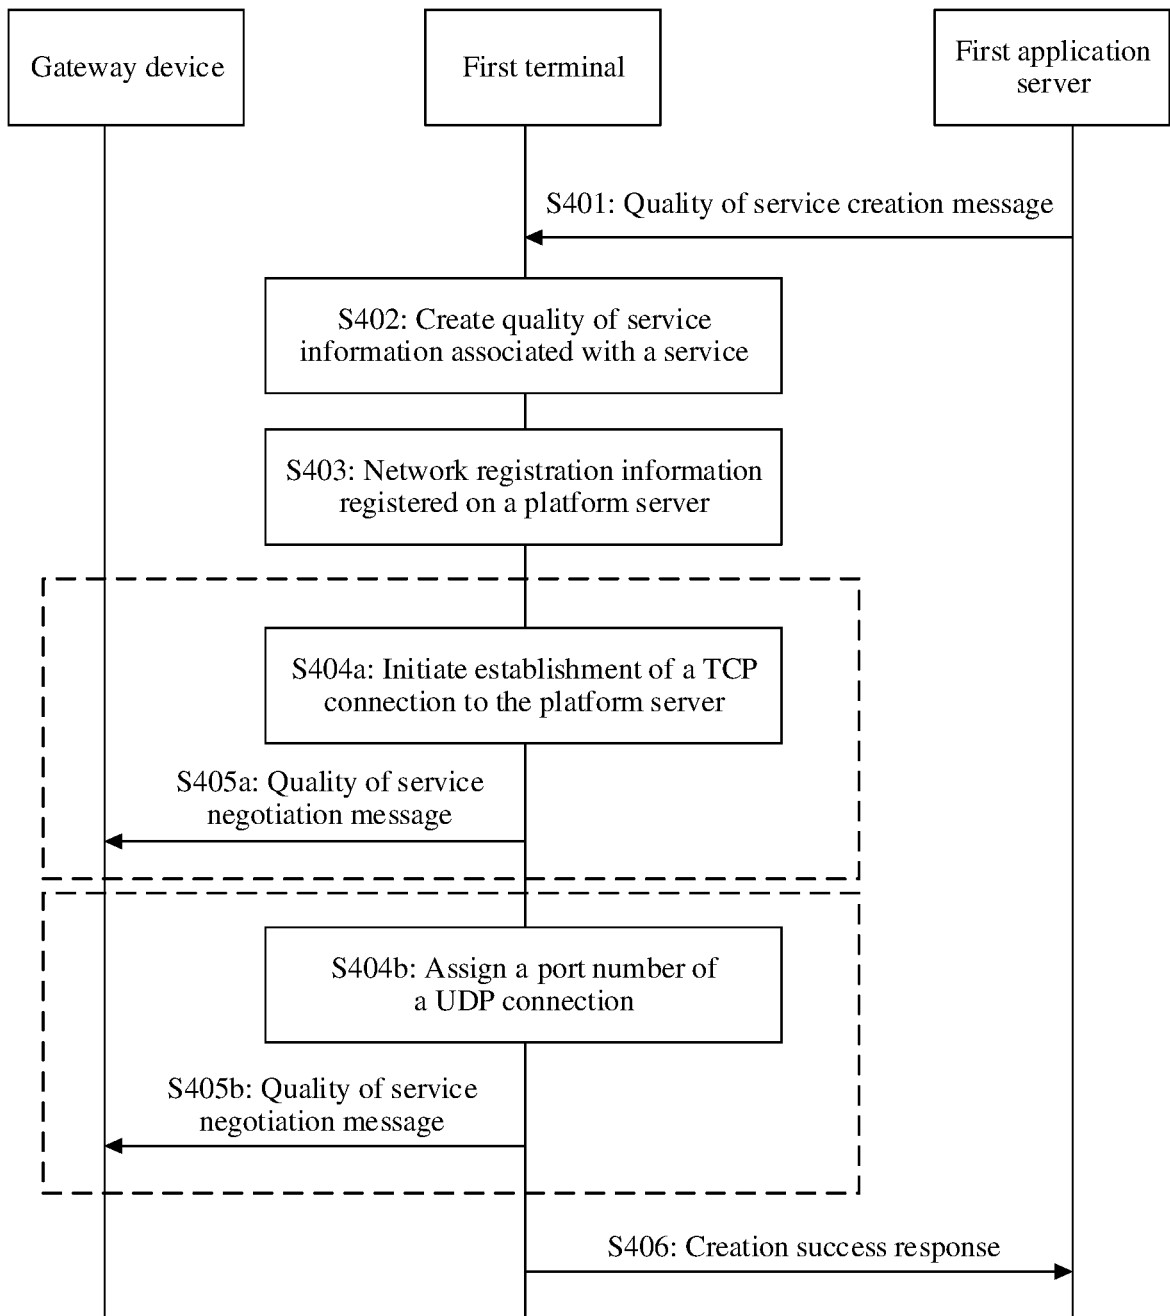 Gateway device
First terminal
First application
server
S401: Quality of service creation message
S402: Create quality of service
information associated with a service
S403: Network registration information
registered on a platform server
S404a: Initiate establishment of a TCP
connection to the platform server
S405a: Quality of service
negotiation message
S404b: Assign a port number of
a UDP connection
S405b: Quality of service
negotiation message
S406: Creation success response